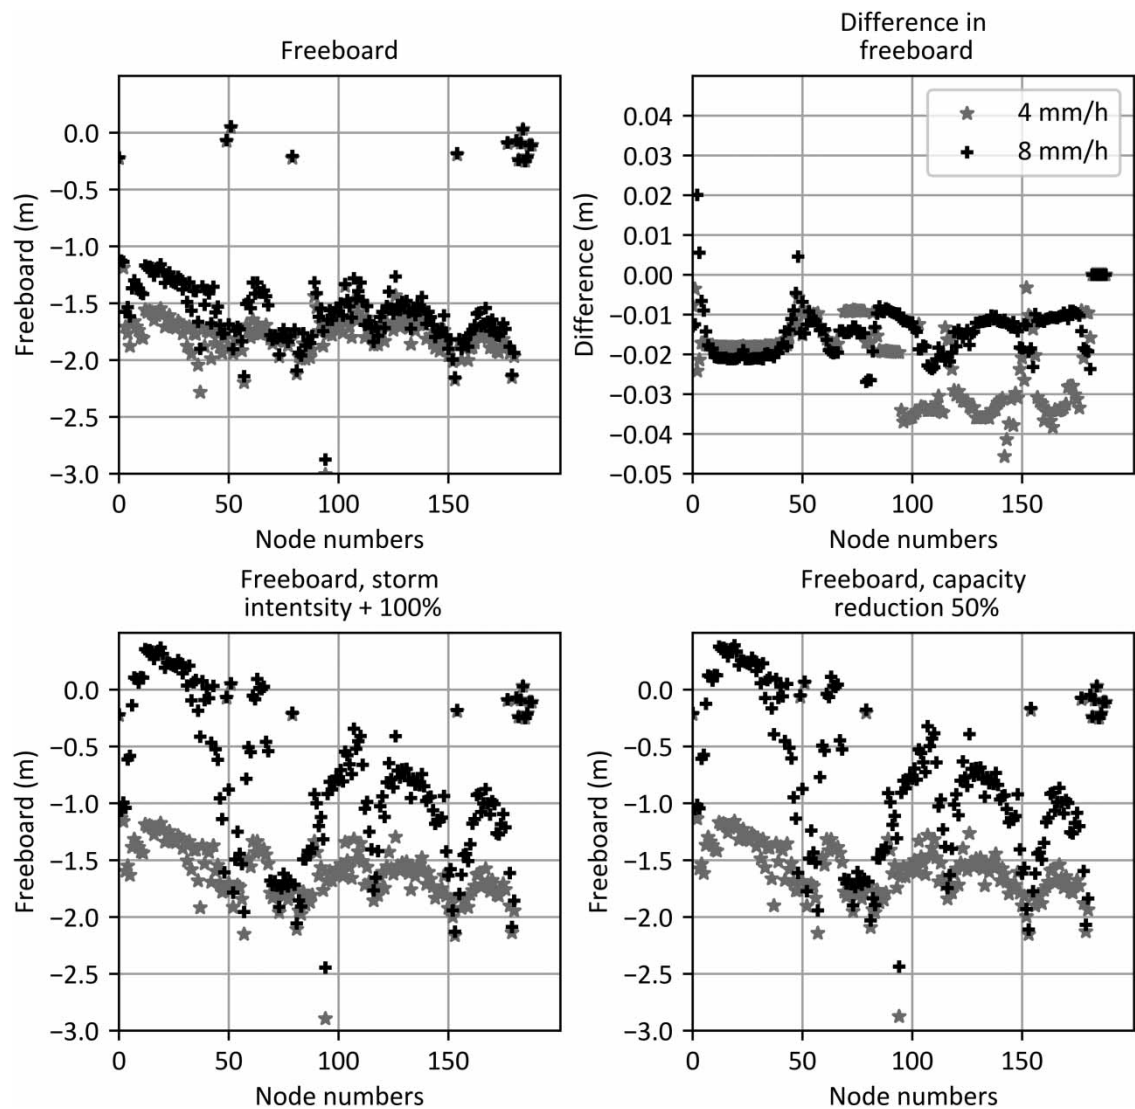 Freeboard
Difference in
freeboard
0.0
−0.5
−1.0
−1.5
−2.0
−2.5
−3.0
Freeboard (m)
0
50
100
150
Node numbers
0.04
0.03
0.02
0.01
0.00
−0.01
−0.02
−0.03
−0.04
−0.05
Difference (m)
4 mm/h
8 mm/h
0
50
100
150
Node numbers
Freeboard, storm
intentsity + 100%
0.0
−0.5
−1.0
−1.5
−2.0
−2.5
−3.0
Freeboard (m)
0
50
100
150
Node numbers
Freeboard, capacity
reduction 50%
0.0
−0.5
−1.0
−1.5
−2.0
−2.5
−3.0
Freeboard (m)
0
50
100
150
Node numbers